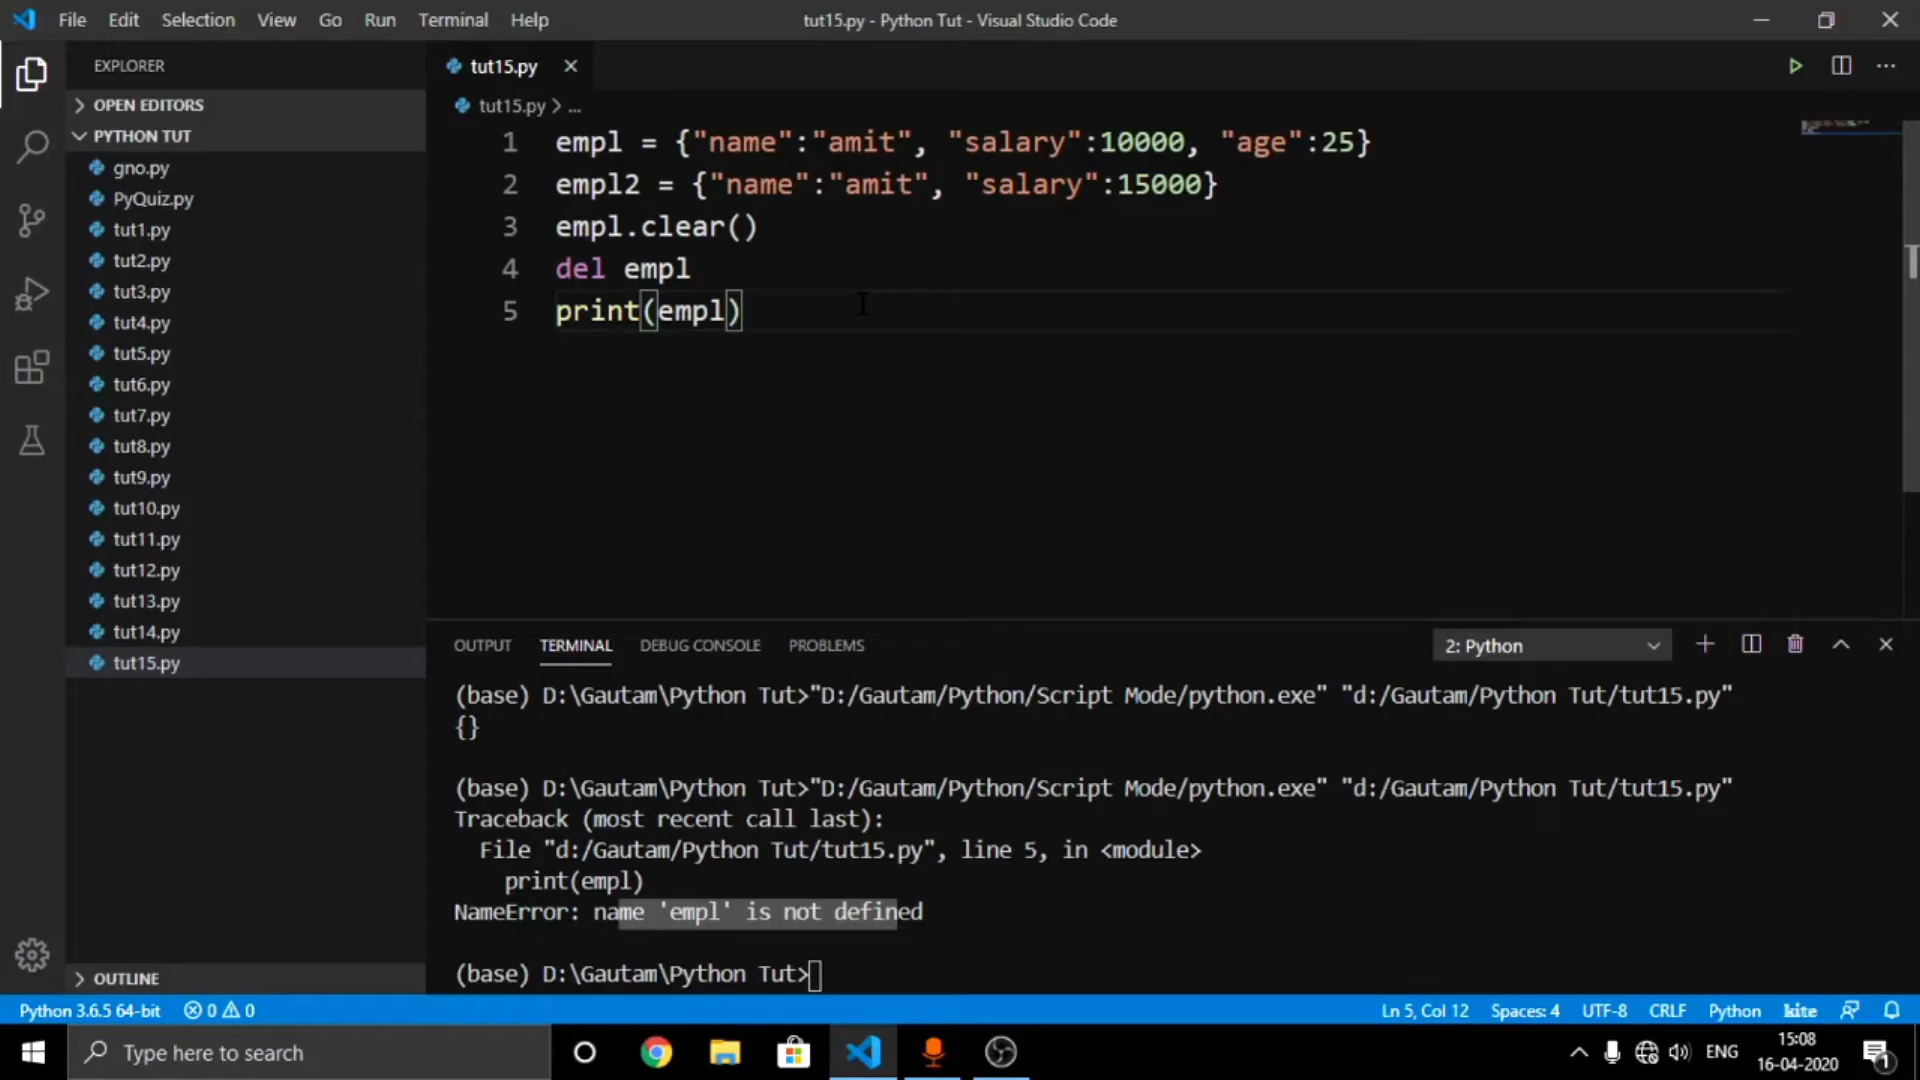 File Edit Selection View Go Run Terminal Help
tut15.py - Python Tut - Visual Studio Code
EXPLORER
OPEN EDITORS
PYTHON TUT
gno.py
PyQuiz.py
tut1.py
tut2.py
tut3.py
tut4.py
tut5.py
tut6.py
tut7.py
tut8.py
tut9.py
tut10.py
tut11.py
tut12.py
tut13.py
tut14.py
tut15.py
OUTLINE
tut15.py
tut15.py > ...
1 empl = {"name":"amit", "salary":10000, "age":25}
2 empl2 = {"name":"amit", "salary":15000}
3 empl.clear()
4 del empl
5 print(empl)
OUTPUT TERMINAL DEBUG CONSOLE PROBLEMS
2: Python
(base) D:\Gautam\Python Tut>"D:/Gautam/Python/Script Mode/python.exe" "d:/Gautam/Python Tut/tut15.py"
{}
(base) D:\Gautam\Python Tut>"D:/Gautam/Python/Script Mode/python.exe" "d:/Gautam/Python Tut/tut15.py"
Traceback (most recent call last):
File "d:/Gautam/Python Tut/tut15.py", line 5, in <module>
print(empl)
NameError: name 'empl' is not defined
(base) D:\Gautam\Python Tut>
Python 3.6.5 64-bit 0 0
Ln 5, Col 12 Spaces: 4 UTF-8 CRLF Python kite
Type here to search
ENG
15:08
16-04-2020
1